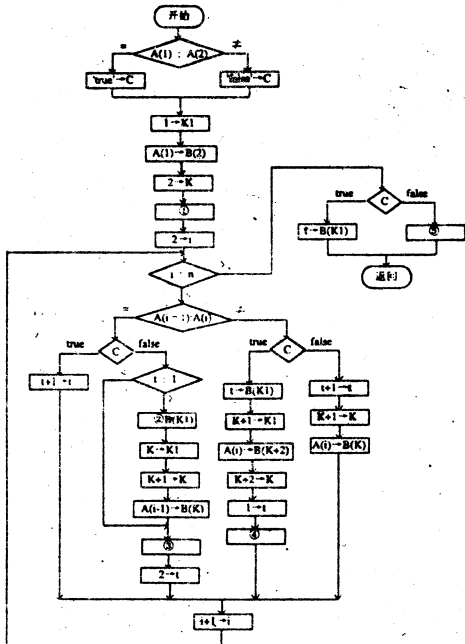 开始
= A(1) : A(2) ≠
'true'→C 'false'→C
1→K1
A(1)→B(2)
2→K
①
2→i
i : n
C
true false
t→B(K1) ⑤
返回
= A(i-1):A(i) ≠
true C false
t+1→t
t : 1
②B(K1)
K→K1
K+1→K
A(i-1)→B(K)
③
2→t
true C false
t→B(K1)
K+1→K1
A(i)→B(K+2)
K+2→K
1→t
④
t+1→t
K+1→K
A(i)→B(K)
i+1→i